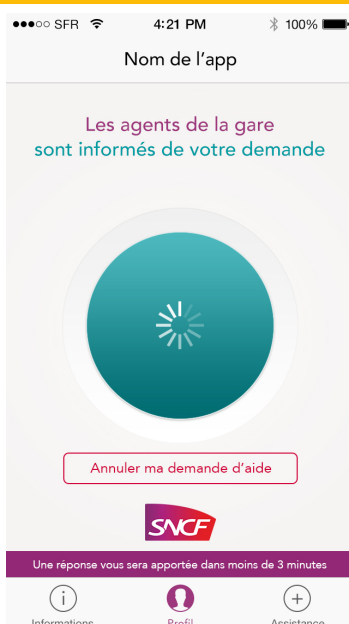 SFR 4:21 PM 100%
Nom de l'app
Les agents de la gare
sont informés de votre demande
Annuler ma demande d'aide
SNCF
Une réponse vous sera apportée dans moins de 3 minutes
Informations Profil Assistance